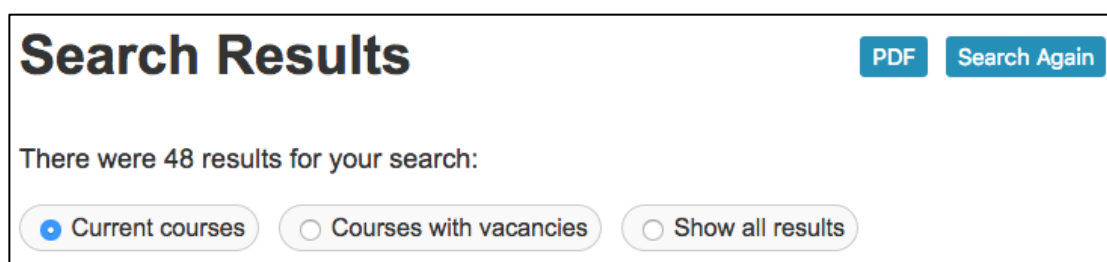 Search Results
PDF
Search Again
There were 48 results for your search:
Current courses
Courses with vacancies
Show all results